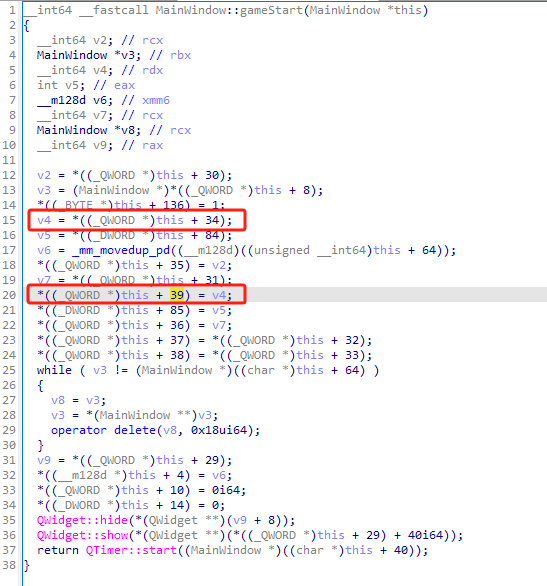 1 __int64 __fastcall MainWindow::gameStart(MainWindow *this)
2 {
3 __int64 v2; // rcx
4 MainWindow *v3; // rbx
5 __int64 v4; // rdx
6 int v5; // eax
7 __m128d v6; // xmm6
8 __int64 v7; // rcx
9 MainWindow *v8; // rcx
10 __int64 v9; // rax
11
12 v2 = *((_QWORD *)this + 30);
13 v3 = (MainWindow *)*((_QWORD *)this + 8);
14 *((_BYTE *)this + 136) = 1;
15 v4 = *((_QWORD *)this + 34);
16 v5 = *((_DWORD *)this + 84);
17 v6 = _mm_movedup_pd((__m128d)((unsigned __int64)this + 64));
18 *((_QWORD *)this + 35) = v2;
19 v7 = *((_QWORD *)this + 31);
20 *((_QWORD *)this + 39) = v4;
21 *((_DWORD *)this + 85) = v5;
22 *((_QWORD *)this + 36) = v7;
23 *((_QWORD *)this + 37) = *((_QWORD *)this + 32);
24 *((_QWORD *)this + 38) = *((_QWORD *)this + 33);
25 while ( v3 != (MainWindow *)((char *)this + 64) )
26 {
27 v8 = v3;
28 v3 = *(MainWindow **)v3;
29 operator delete(v8, 0x18ui64);
30 }
31 v9 = *((_QWORD *)this + 29);
32 *((__m128d *)this + 4) = v6;
33 *((_QWORD *)this + 10) = 0i64;
34 *((_DWORD *)this + 14) = 0;
35 QWidget::hide(*(QWidget **)(v9 + 8));
36 QWidget::show(*(QWidget **)(*((_QWORD *)this + 29) + 40i64));
37 return QTimer::start((MainWindow *)((char *)this + 40));
38 }